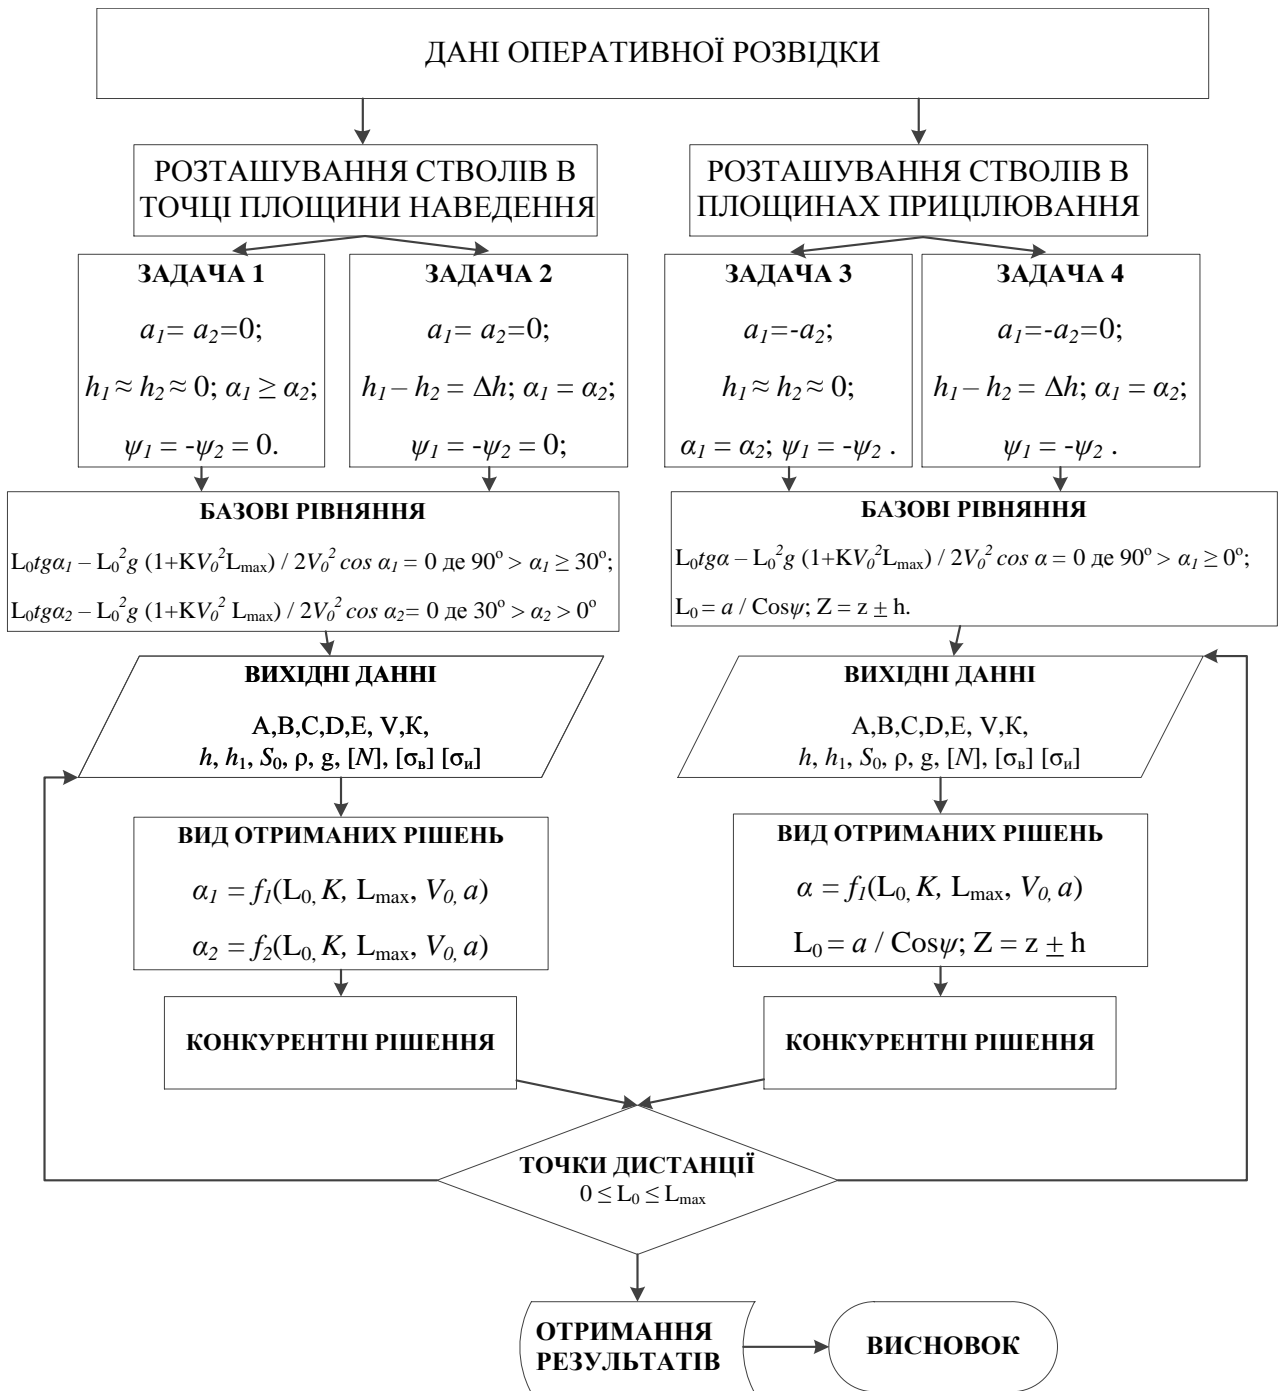 ДАНІ ОПЕРАТИВНОЇ РОЗВІДКИ
РОЗТАШУВАННЯ СТВОЛІВ В
ТОЧЦІ ПЛОЩИНИ НАВЕДЕННЯ
РОЗТАШУВАННЯ СТВОЛІВ В
ПЛОЩИНАХ ПРИЦІЛЮВАННЯ
ЗАДАЧА 1
a₁= a₂=0;
h₁ ≈ h₂ ≈ 0; α₁ ≥ α₂;
ψ₁ = -ψ₂ = 0.
ЗАДАЧА 2
a₁= a₂=0;
h₁ – h₂ = Δh; α₁ = α₂;
ψ₁ = -ψ₂ = 0;
ЗАДАЧА 3
a₁=-a₂;
h₁ ≈ h₂ ≈ 0;
α₁ = α₂; ψ₁ = -ψ₂ .
ЗАДАЧА 4
a₁=-a₂=0;
h₁ – h₂ = Δh; α₁ = α₂;
ψ₁ = -ψ₂ .
БАЗОВІ РІВНЯННЯ
L₀tgα₁ – L₀²g (1+KV₀²Lmax) / 2V₀² cos α₁ = 0 де 90º > α₁ ≥ 30º;
L₀tgα₂ – L₀²g (1+KV₀² Lmax) / 2V₀² cos α₂= 0 де 30º > α₂ > 0º
БАЗОВІ РІВНЯННЯ
L₀tgα – L₀²g (1+KV₀²Lmax) / 2V₀² cos α = 0 де 90º > α₁ ≥ 0º;
L₀ = a / Cosψ; Z = z ± h.
ВИХІДНІ ДАННІ
A,B,C,D,E, V,K,
h, h₁, S₀, ρ, g, [N], [σв] [σи]
ВИХІДНІ ДАННІ
A,B,C,D,E, V,K,
h, h₁, S₀, ρ, g, [N], [σв] [σи]
ВИД ОТРИМАНИХ РІШЕНЬ
α₁ = f₁(L₀, K, Lmax, V₀, a)
α₂ = f₂(L₀, K, Lmax, V₀, a)
ВИД ОТРИМАНИХ РІШЕНЬ
α = f₁(L₀, K, Lmax, V₀, a)
L₀ = a / Cosψ; Z = z ± h
КОНКУРЕНТНІ РІШЕННЯ
КОНКУРЕНТНІ РІШЕННЯ
ТОЧКИ ДИСТАНЦІЇ
0 ≤ L₀ ≤ Lmax
ОТРИМАННЯ
РЕЗУЛЬТАТІВ
ВИСНОВОК